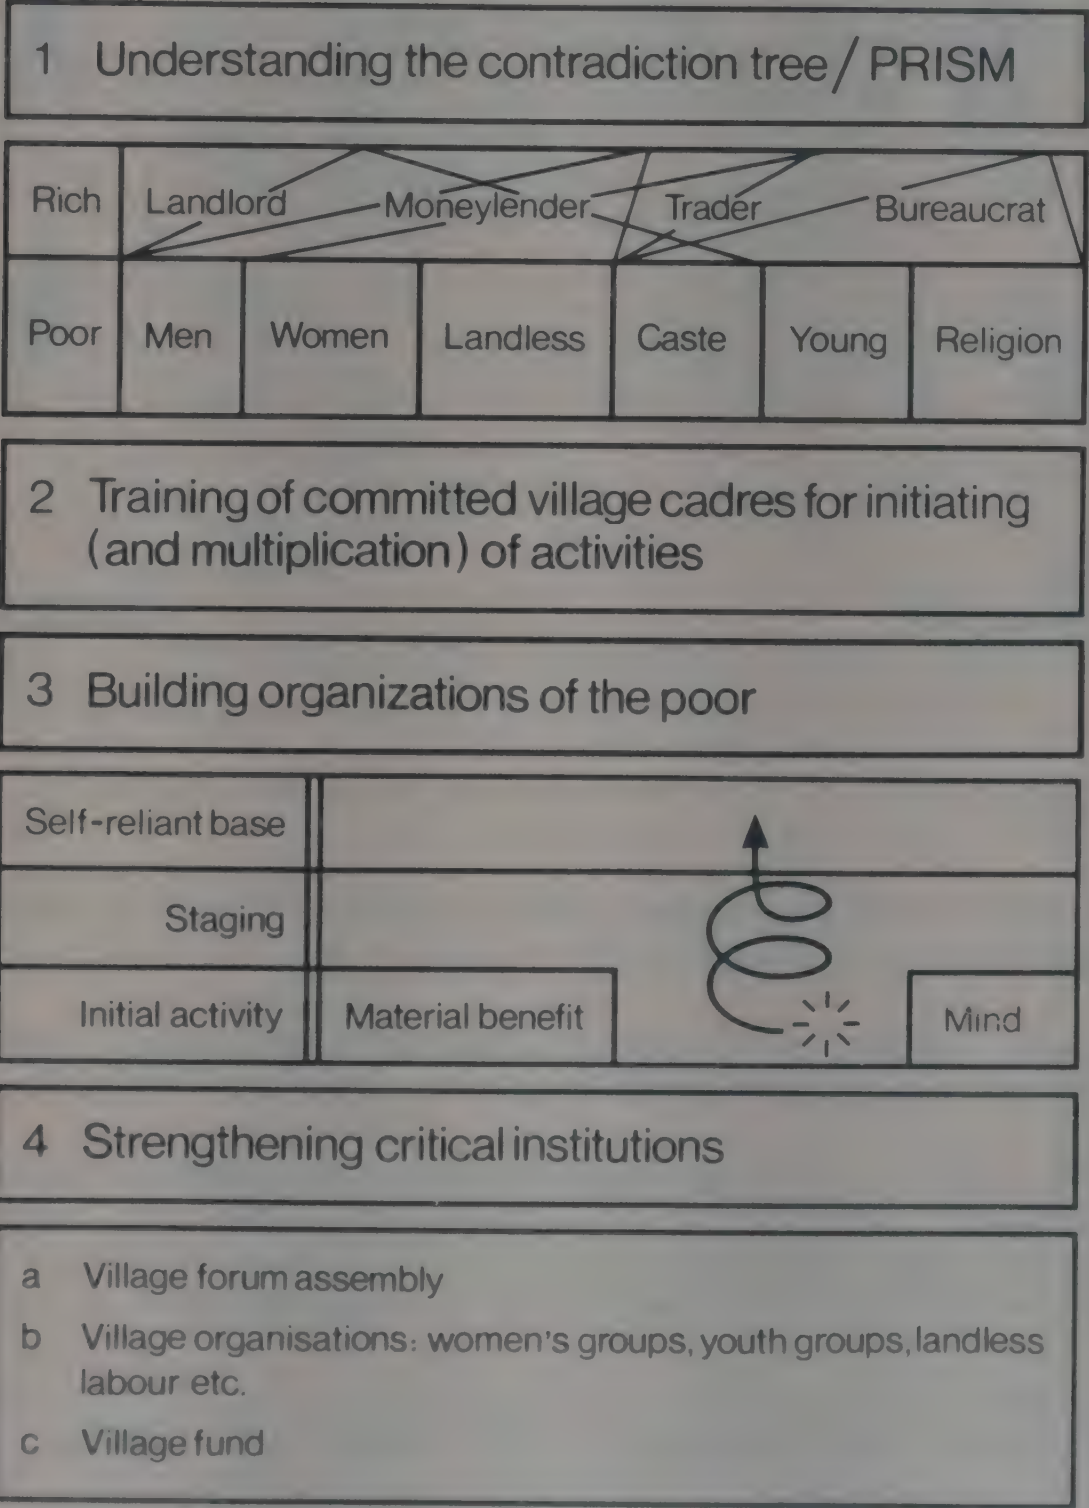 1 Understanding the contradiction tree / PRISM
Rich Landlord Moneylender Trader Bureaucrat
Poor Men Women Landless Caste Young Religion
2 Training of committed village cadres for initiating
(and multiplication) of activities
3 Building organizations of the poor
Self-reliant base
Staging
Initial activity Material benefit Mind
4 Strengthening critical institutions
a Village forum assembly
b Village organisations: women's groups, youth groups, landless
labour etc.
c Village fund